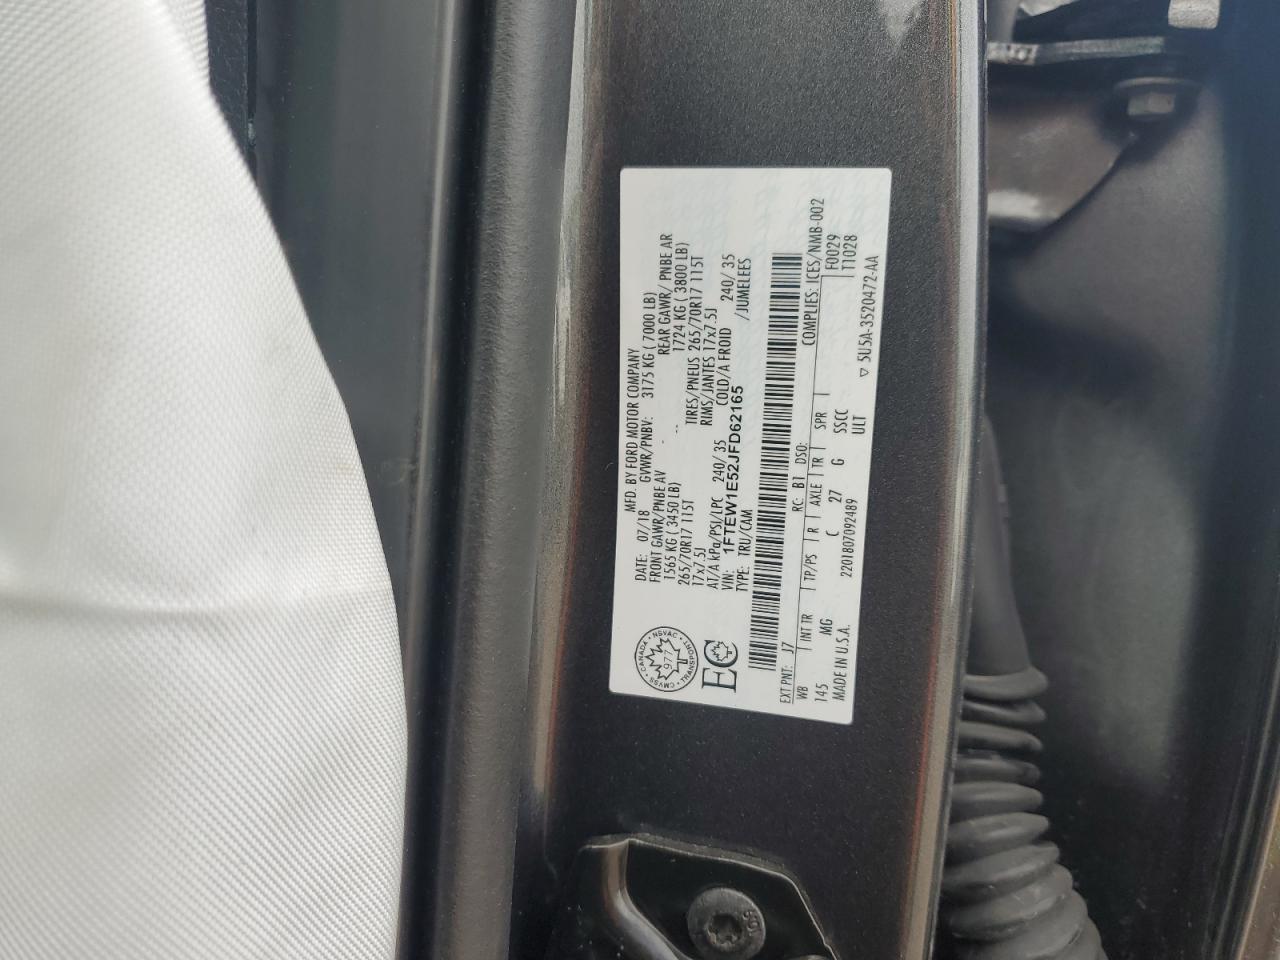 MFD. BY FORD MOTOR COMPANY
DATE: 07/18 GVWR/PNBV: 3175 KG ( 7000 LB)
FRONT GAWR/PNBE AV REAR GAWR/ PNBE AR
1565 KG ( 3450 LB) -- 1724 KG ( 3800 LB)
265/70R17 115T TIRES/PNEUS 265/70R17 115T
17x7.5J RIMS/JANTES 17x7.5J
AT/A kPa/PSI/LPC 240/ 35 COLD/A FROID 240/ 35
VIN: 1FTEW1E52JFD62165 /JUMELEES
TYPE: TRU/CAM
CANADA • NSVAC • TRANSPORT • CMVSS
977
EC
EXT PNT: J7 RC: B1 DSO: COMPLIES: ICES/NMB-002
WB INT TR TP/PS R AXLE TR SPR F0029
145 MG C 27 G SSCC T1028
MADE IN U.S.A. 2201807092489 ULT ▽ 5U5A-3520472-AA